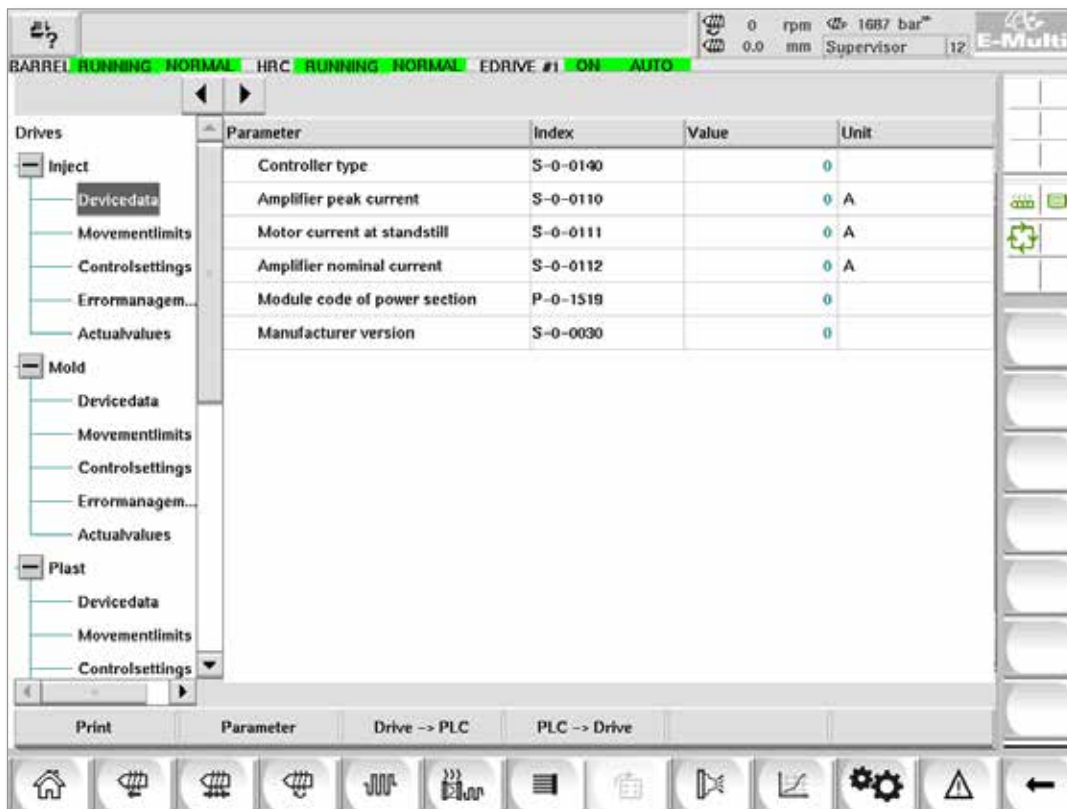 0 rpm 1687 bar
0.0 mm Supervisor 12
E-Multi
BARREL RUNNING NORMAL HRC RUNNING NORMAL EDRIVE #1 ON AUTO
Drives
Inject
Devicedata
Movementlimits
Controlsettings
Errormanagem...
Actualvalues
Mold
Devicedata
Movementlimits
Controlsettings
Errormanagem...
Actualvalues
Plast
Devicedata
Movementlimits
Controlsettings
Parameter Index Value Unit
Controller type S-0-0140 0
Amplifier peak current S-0-0110 0 A
Motor current at standstill S-0-0111 0 A
Amplifier nominal current S-0-0112 0 A
Module code of power section P-0-1519 0
Manufacturer version S-0-0030 0
Print Parameter Drive -> PLC PLC -> Drive